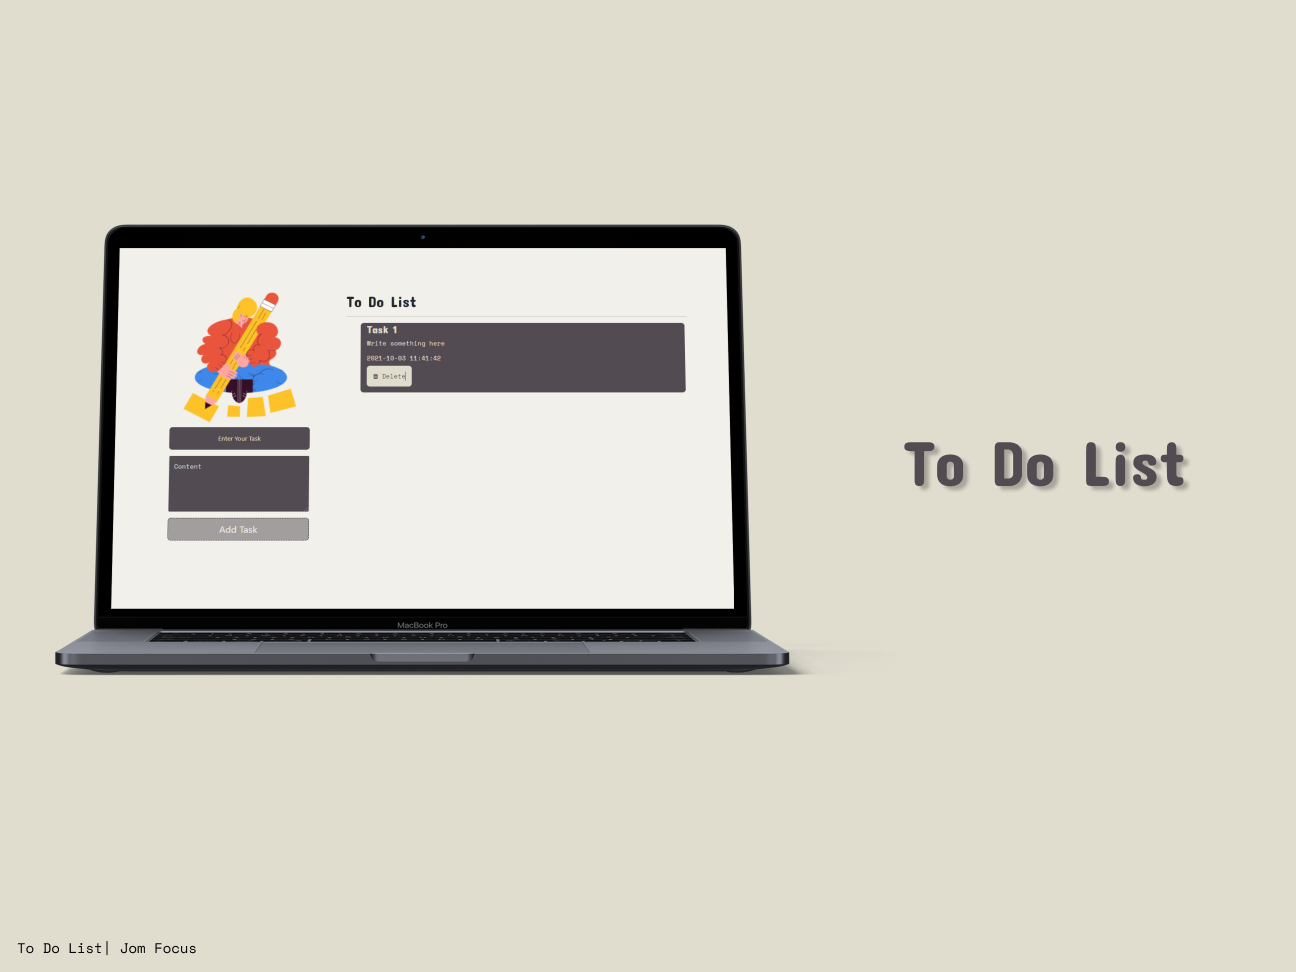 To Do List
Task 1
Write something here
2021-10-03 11:41:42
Delete
Enter Your Task
Content
Add Task
MacBook Pro
To Do List
To Do List| Jom Focus